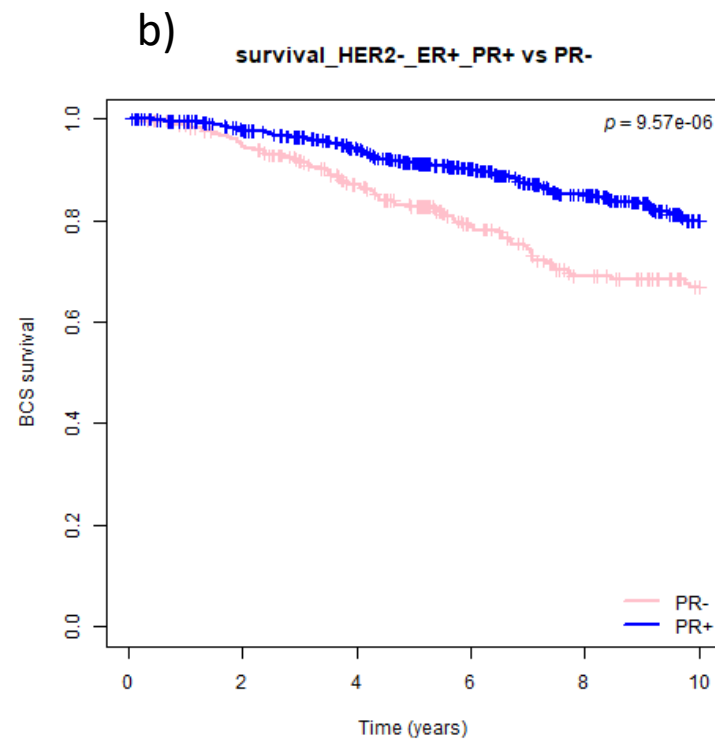 b)
survival_HER2-_ER+_PR+ vs PR-
p = 9.57e-06
1.0
0.8
0.6
0.4
0.2
0.0
BCS survival
PR-
PR+
0 2 4 6 8 10
Time (years)